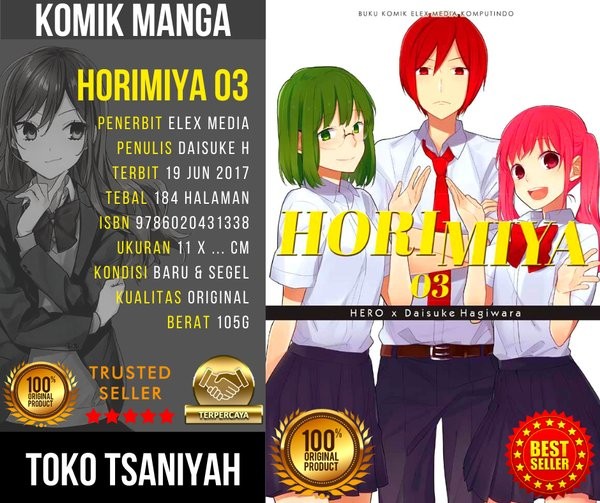 KOMIK MANGA
HORIMIYA 03
PENERBIT ELEX MEDIA
PENULIS DAISUKE H
TERBIT 19 JUN 2017
TEBAL 184 HALAMAN
ISBN 9786020431338
UKURAN 11 X ... CM
KONDISI BARU & SEGEL
KUALITAS ORIGINAL
BERAT 105G
100%
ORIGINAL
PRODUCT
TRUSTED
SELLER
TERPERCAYA
TOKO TSANIYAH
BUKU KOMIK ELEX MEDIA KOMPUTINDO
HORIMIYA
03
HERO x Daisuke Hagiwara
100%
ORIGINAL
PRODUCT
BEST
SELLER